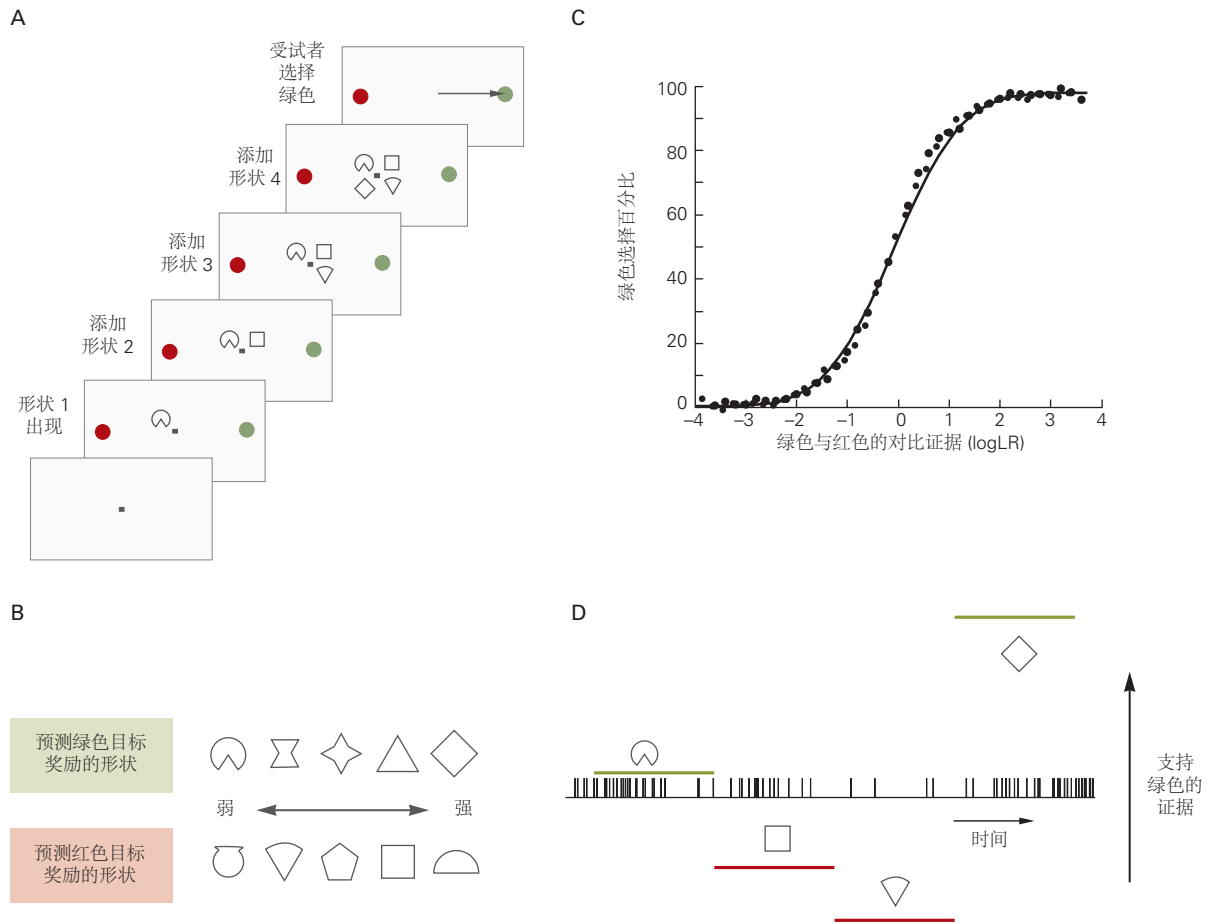 A
受试者
选择
绿色
添加
形状 4
添加
形状 3
添加
形状 2
形状 1
出现
B
预测绿色目标
奖励的形状
弱
强
预测红色目标
奖励的形状
C
绿色选择百分比
100
80
60
40
20
0
–4
–3
–2
–1
0
1
2
3
4
绿色与红色的对比证据 (logLR)
D
时间
支持
绿色的
证据